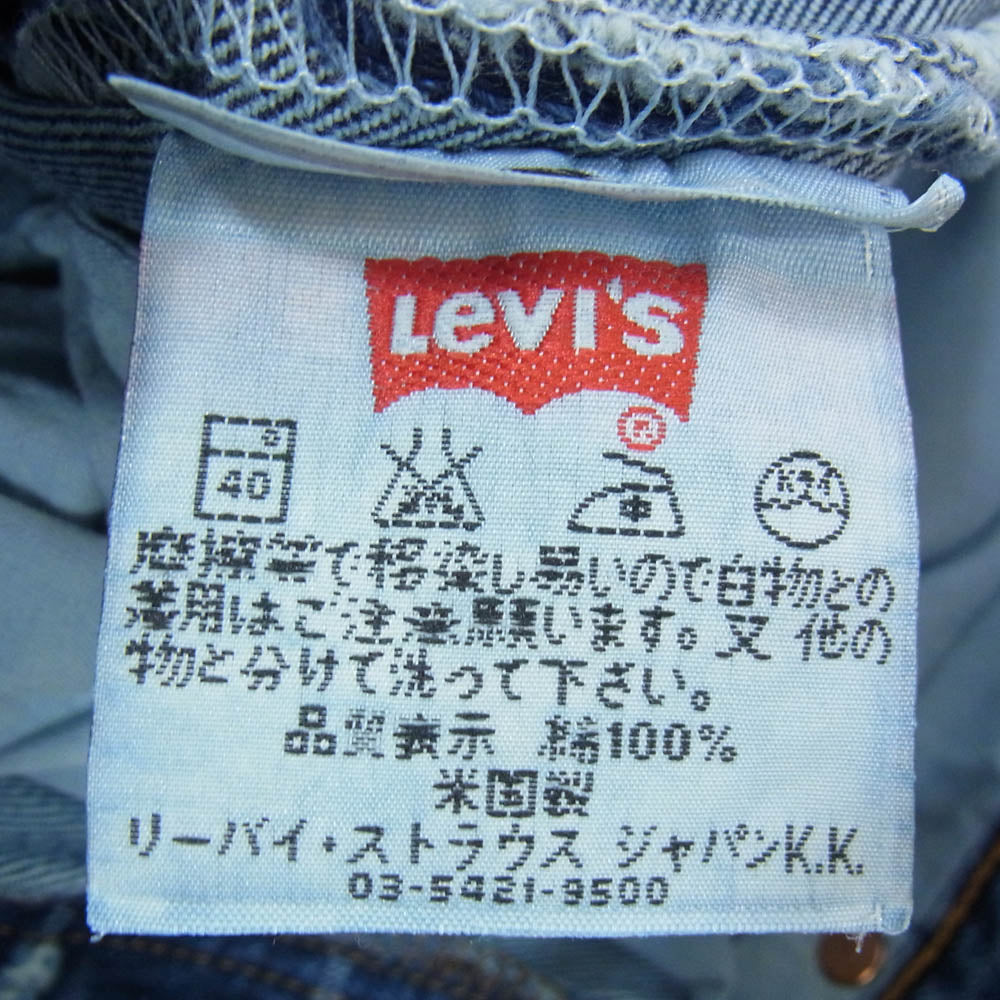 LEVI'S
®
40
摩擦等で移染し易いので白物との
着用はご注意願います。又 他の
物と分けて洗って下さい。
品質表示 綿100%
米国製
リーバイ・ストラウス ジャパンK.K.
03-5421-9500